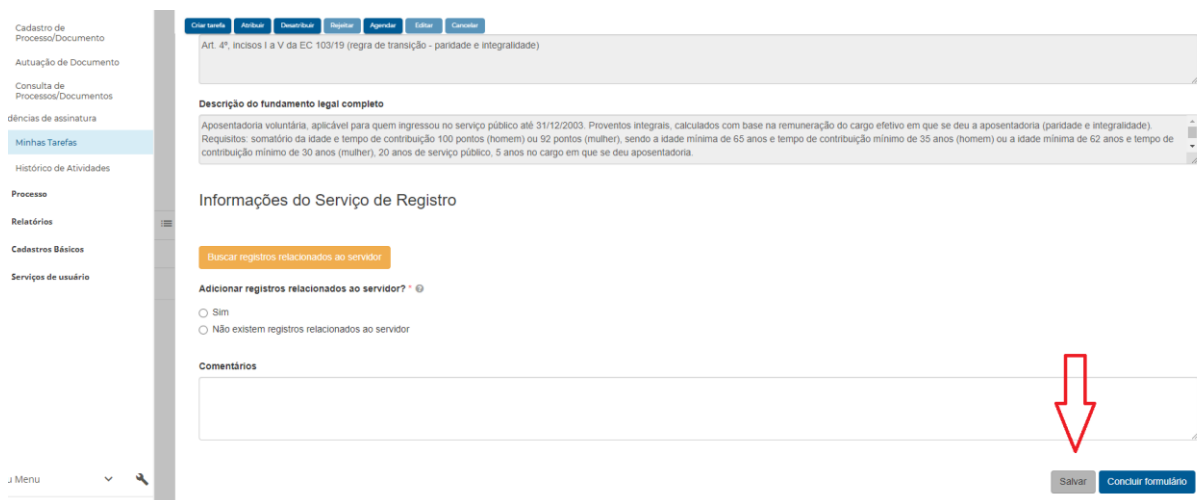 Cadastro de
Processo/Documento
Autuação de Documento
Consulta de
Processos/Documentos
dências de assinatura
Minhas Tarefas
Histórico de Atividades
Processo
Relatórios
Cadastros Básicos
Serviços de usuário
u Menu
Criar tarefa Atribuir Desatribuir Rejeitar Agendar Editar Cancelar
Art. 4º, incisos I a V da EC 103/19 (regra de transição - paridade e integralidade)
Descrição do fundamento legal completo
Aposentadoria voluntária, aplicável para quem ingressou no serviço público até 31/12/2003. Proventos integrais, calculados com base na remuneração do cargo efetivo em que se deu a aposentadoria (paridade e integralidade).
Requisitos: somatório da idade e tempo de contribuição 100 pontos (homem) ou 92 pontos (mulher), sendo a idade mínima de 65 anos e tempo de contribuição mínimo de 35 anos (homem) ou a idade mínima de 62 anos e tempo de
contribuição mínimo de 30 anos (mulher), 20 anos de serviço público, 5 anos no cargo em que se deu aposentadoria.
Informações do Serviço de Registro
Buscar registros relacionados ao servidor
Adicionar registros relacionados ao servidor? *
Sim
Não existem registros relacionados ao servidor
Comentários
Salvar Concluir formulário